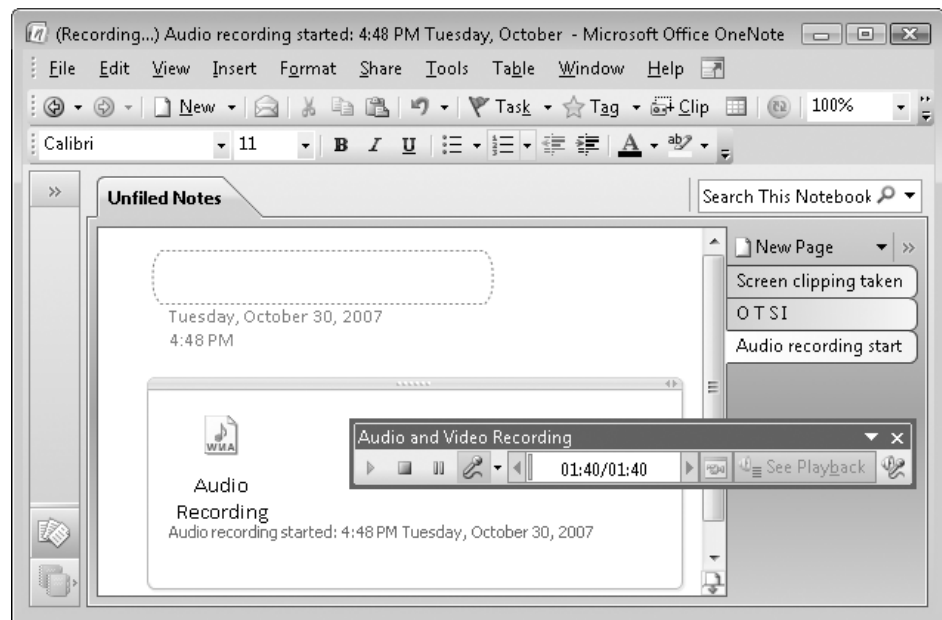 (Recording...) Audio recording started: 4:48 PM Tuesday, October - Microsoft Office OneNote
File Edit View Insert Format Share Tools Table Window Help
New Task Tag Clip 100%
Calibri 11 B I U A ab
Unfiled Notes
Search This Notebook
New Page
Screen clipping taken
O T S I
Audio recording start
Tuesday, October 30, 2007
4:48 PM
WMA
Audio
Recording
Audio recording started: 4:48 PM Tuesday, October 30, 2007
Audio and Video Recording
01:40/01:40 See Playback